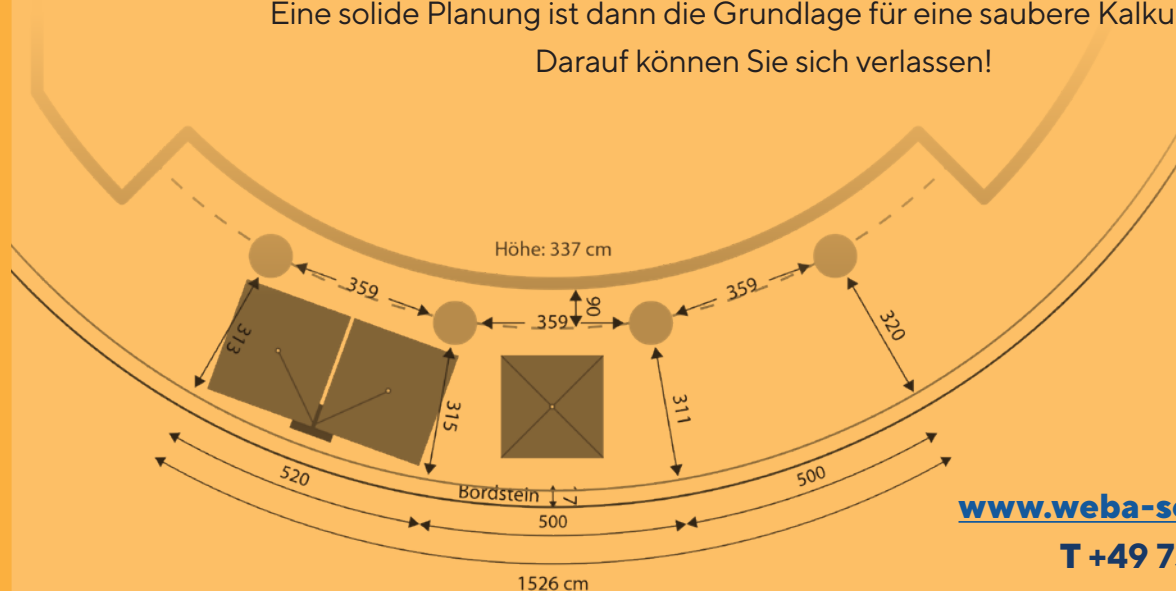 Eine solide Planung ist dann die Grundlage für eine saubere Kalku
Darauf können Sie sich verlassen!
Höhe: 337 cm
359
359
359
90
313
315
311
320
Bordstein
17
520
500
500
1526 cm
www.weba-s
T +49 7